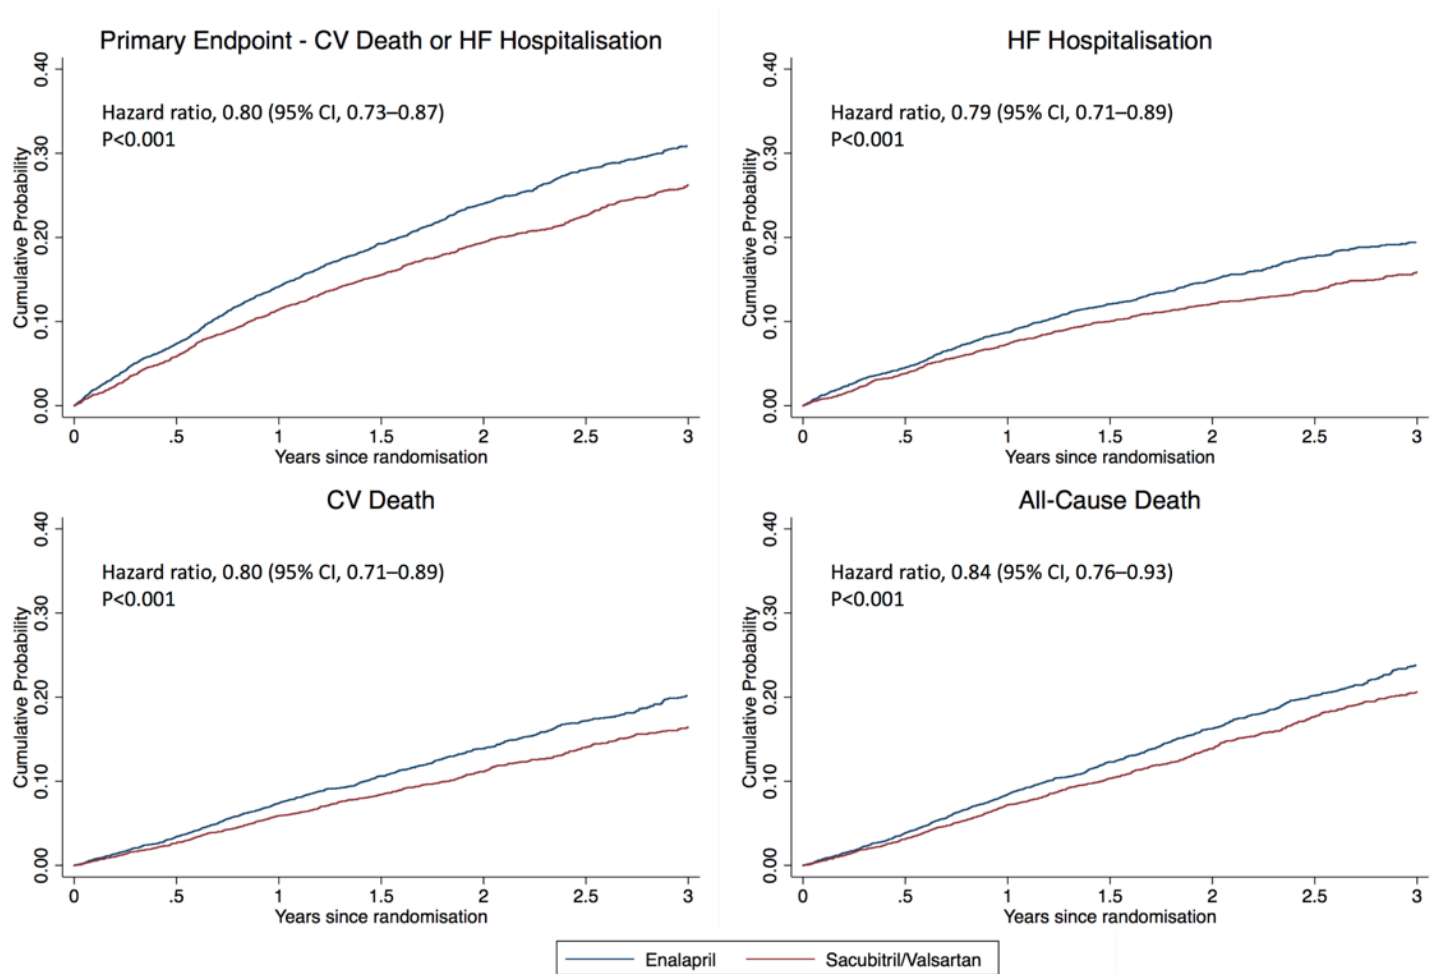 Primary Endpoint - CV Death or HF Hospitalisation
Hazard ratio, 0.80 (95% CI, 0.73–0.87)
P<0.001
Cumulative Probability
0.40
0.30
0.20
0.10
0.00
0 .5 1 1.5 2 2.5 3
Years since randomisation
HF Hospitalisation
Hazard ratio, 0.79 (95% CI, 0.71–0.89)
P<0.001
Cumulative Probability
0.40
0.30
0.20
0.10
0.00
0 .5 1 1.5 2 2.5 3
Years since randomisation
CV Death
Hazard ratio, 0.80 (95% CI, 0.71–0.89)
P<0.001
Cumulative Probability
0.40
0.30
0.20
0.10
0.00
0 .5 1 1.5 2 2.5 3
Years since randomisation
All-Cause Death
Hazard ratio, 0.84 (95% CI, 0.76–0.93)
P<0.001
Cumulative Probability
0.40
0.30
0.20
0.10
0.00
0 .5 1 1.5 2 2.5 3
Years since randomisation
Enalapril Sacubitril/Valsartan